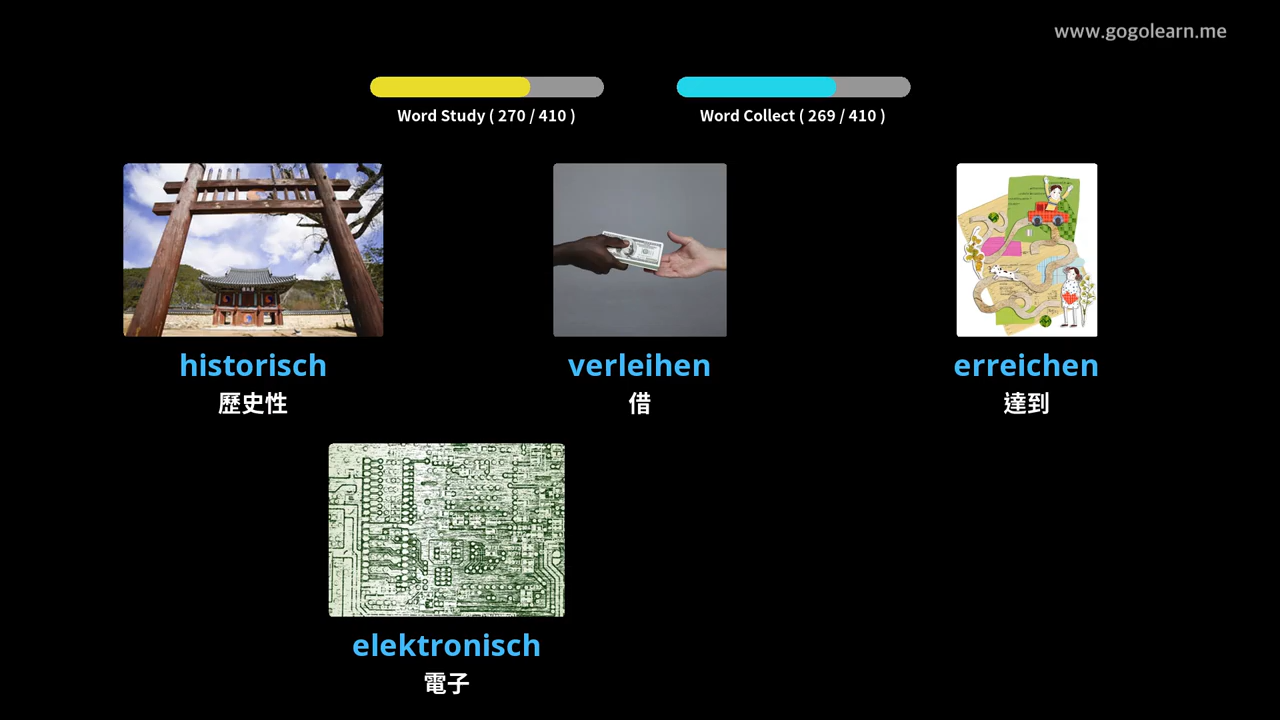 www.gogolearn.me
Word Study ( 270 / 410 )
Word Collect ( 269 / 410 )
historisch
歷史性
verleihen
借
erreichen
達到
elektronisch
電子